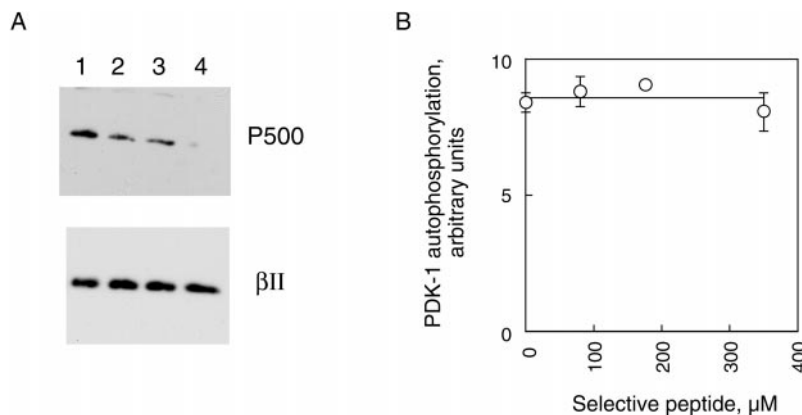 A
1 2 3 4
P500
βII
B
PDK-1 autophosphorylation,
arbitrary units
10
5
0
0 100 200 300 400
Selective peptide, µM